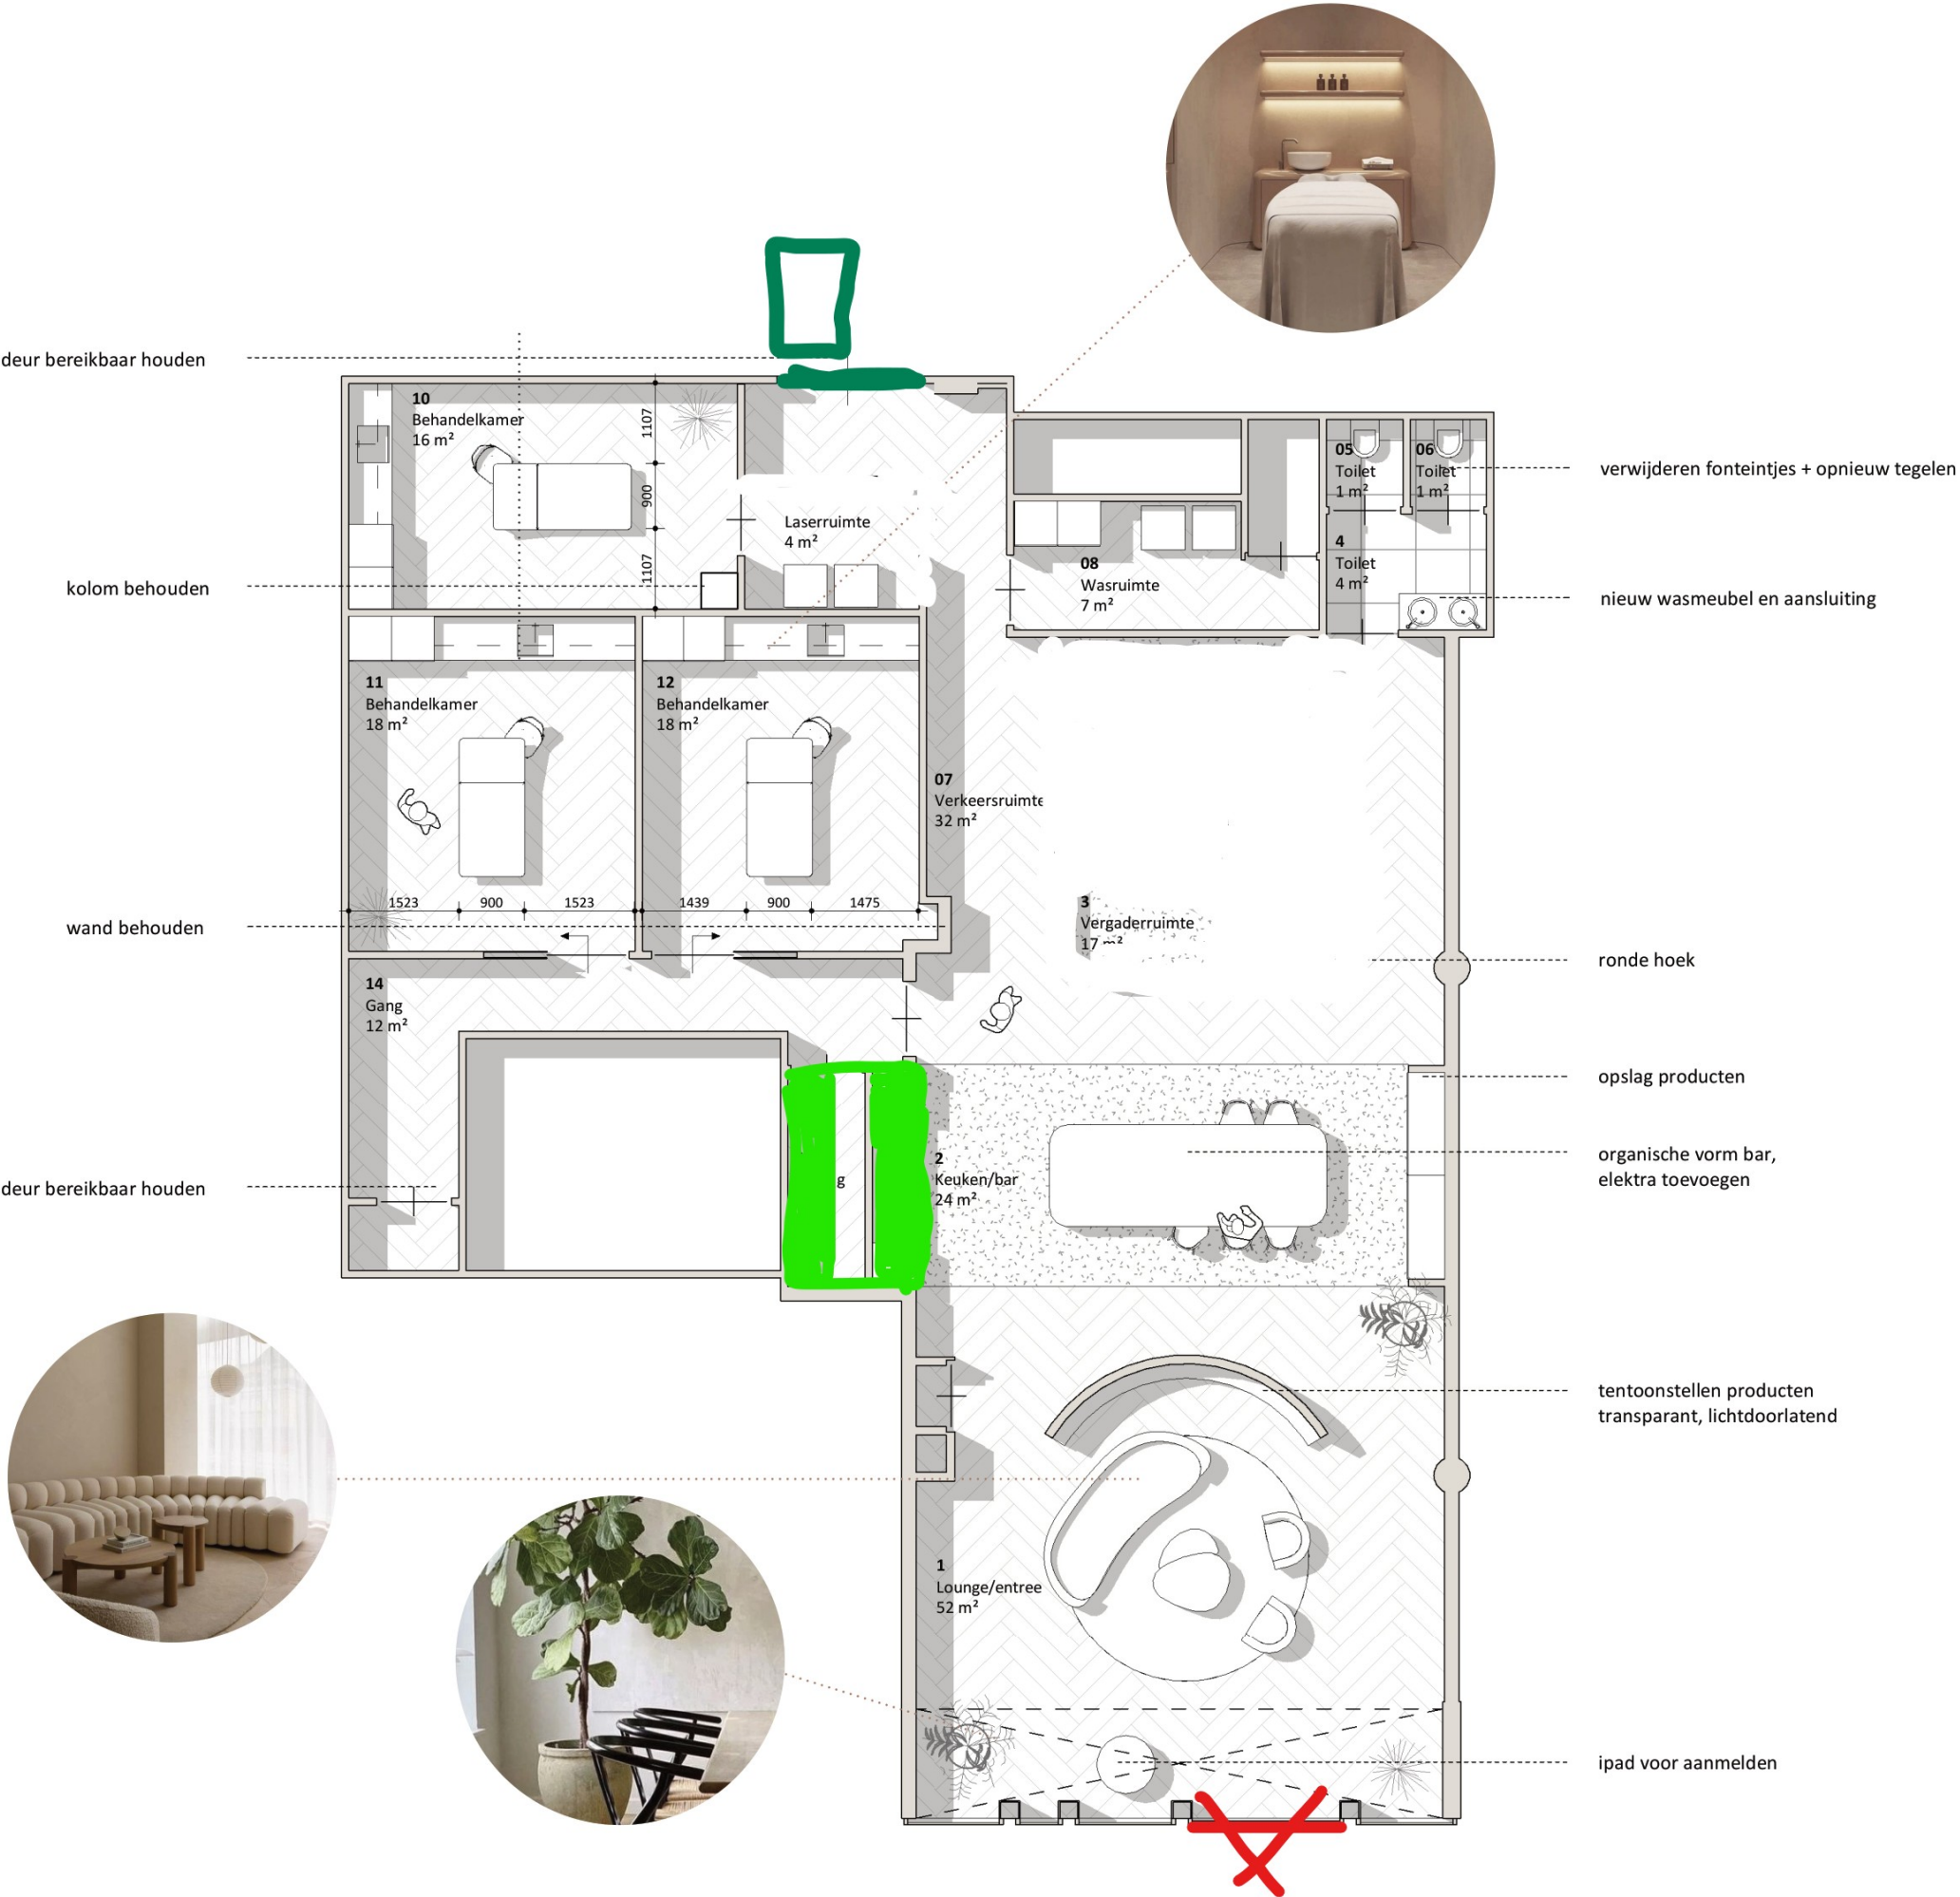 deur bereikbaar houden
10
Behandelkamer
16 m²
1107
900
1107
Laserruimte
4 m²
05
Toilet
1 m²
06
Toilet
1 m²
verwijderen fonteintjes + opnieuw tegelen
4
Toilet
4 m²
08
Wasruimte
7 m²
kolom behouden
nieuw wasmeubel en aansluiting
11
Behandelkamer
18 m²
12
Behandelkamer
18 m²
07
Verkeersruimte
32 m²
1523
900
1523
1439
900
1475
3
Vergaderruimte
17 m²
wand behouden
ronde hoek
14
Gang
12 m²
opslag producten
2
Keuken/bar
24 m²
g
organische vorm bar,
elektra toevoegen
deur bereikbaar houden
tentoonstellen producten
transparant, lichtdoorlatend
1
Lounge/entree
52 m²
ipad voor aanmelden